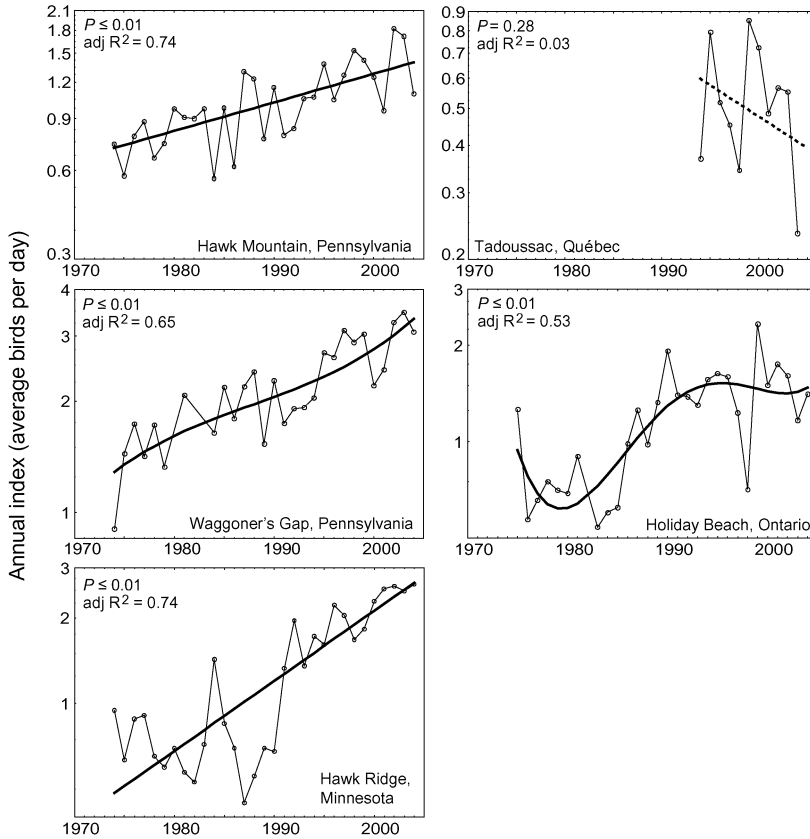 Annual index (average birds per day)
P ≤ 0.01
adj R2 = 0.74
2.1
1.8
1.5
1.2
0.9
0.6
0.3
Hawk Mountain, Pennsylvania
1970 1980 1990 2000
P = 0.28
adj R2 = 0.03
0.9
0.8
0.7
0.6
0.5
0.4
0.3
0.2
Tadoussac, Québec
1970 1980 1990 2000
P ≤ 0.01
adj R2 = 0.65
4
3
2
1
Waggoner's Gap, Pennsylvania
1970 1980 1990 2000
P ≤ 0.01
adj R2 = 0.53
3
2
1
Holiday Beach, Ontario
1970 1980 1990 2000
P ≤ 0.01
adj R2 = 0.74
3
2
1
Hawk Ridge,
Minnesota
1970 1980 1990 2000